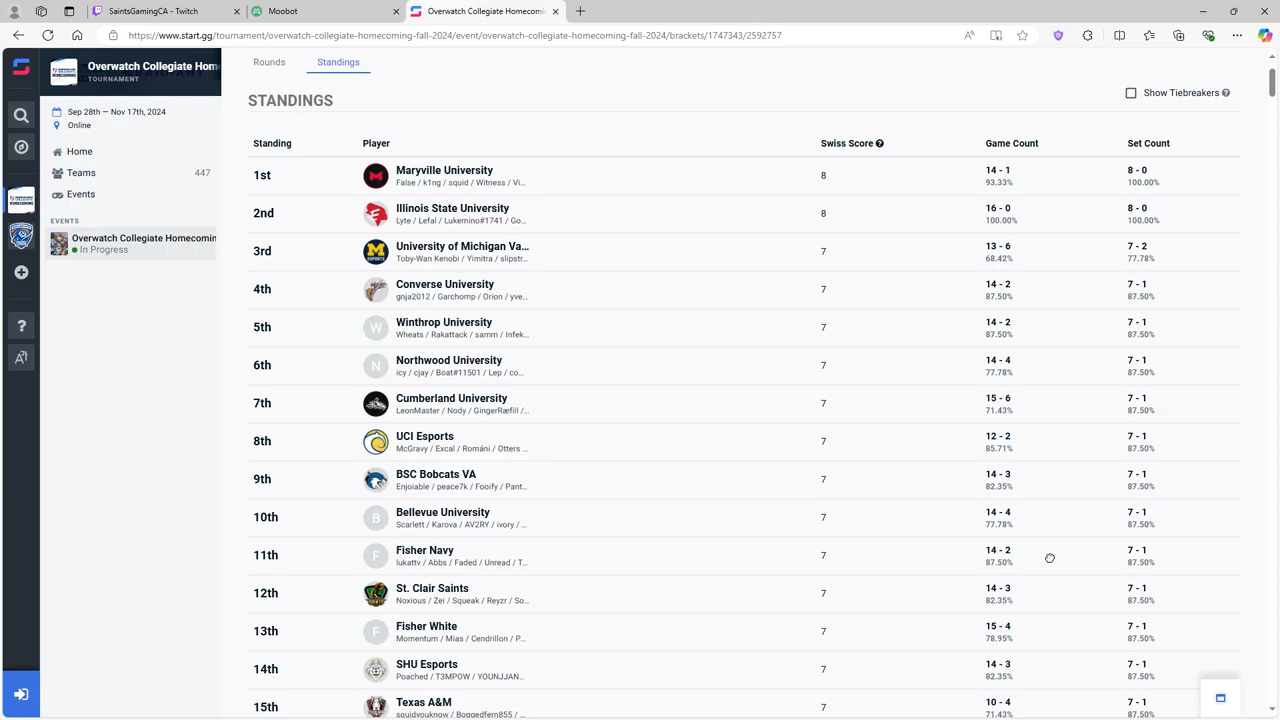 UnitsGamingCA - Twitch
Moobot
Overwatch Collegiate Homecomi
https://www.start.gg/tournament/overwatch-collegiate-homecoming-fall-2024/event/overwatch-collegiate-homecoming-fall-2024/brackets/1747343/2592757
Overwatch Collegiate Hom
TOURNAMENT
Sep 28th — Nov 17th, 2024
Online
Home
Teams 447
Events
EVENTS
Overwatch Collegiate Homecomin
In Progress
Rounds Standings
STANDINGS
Show Tiebreakers
Standing Player Swiss Score Game Count Set Count
1st Maryville University 8 14 - 1 8 - 0
False / k1ng / squid / Witness / Vi... 93.33% 100.00%
2nd Illinois State University 8 16 - 0 8 - 0
Lyte / Lefal / Lukemino#1741 / Go... 100.00% 100.00%
3rd University of Michigan Va... 7 13 - 6 7 - 2
Toby-Wan Kenobi / Yimitra / slipstr... 68.42% 77.78%
4th Converse University 7 14 - 2 7 - 1
gnja2012 / Garchomp / Orion / yve... 87.50% 87.50%
5th W Winthrop University 7 14 - 2 7 - 1
Wheats / Rakattack / samm / Infek... 87.50% 87.50%
6th N Northwood University 7 14 - 4 7 - 1
icy / cjay / Boat#11501 / Lep / co... 77.78% 87.50%
7th Cumberland University 7 15 - 6 7 - 1
LeonMaster / Nody / GingerRæfill /... 71.43% 87.50%
8th UCI Esports 7 12 - 2 7 - 1
McGravy / Excal / Románi / Otters ... 85.71% 87.50%
9th BSC Bobcats VA 7 14 - 3 7 - 1
Enjoiable / peace7k / Fooify / Pant... 82.35% 87.50%
10th B Bellevue University 7 14 - 4 7 - 1
Scarlett / Karova / AV2RY / ivory / ... 77.78% 87.50%
11th F Fisher Navy 7 14 - 2 7 - 1
lukattv / Abbs / Faded / Unread / T... 87.50% 87.50%
12th St. Clair Saints 7 14 - 3 7 - 1
Noxious / Zei / Squeak / Reyzr / So... 82.35% 87.50%
13th F Fisher White 7 15 - 4 7 - 1
Momentum / Mias / Cendrillon / P... 78.95% 87.50%
14th SHU Esports 7 14 - 3 7 - 1
Poached / T3MPOW / YOUNJJAN... 82.35% 87.50%
15th Texas A&M 7 10 - 4 7 - 1
squidyouknow / Boggedfern855 / ... 71.43% 87.50%